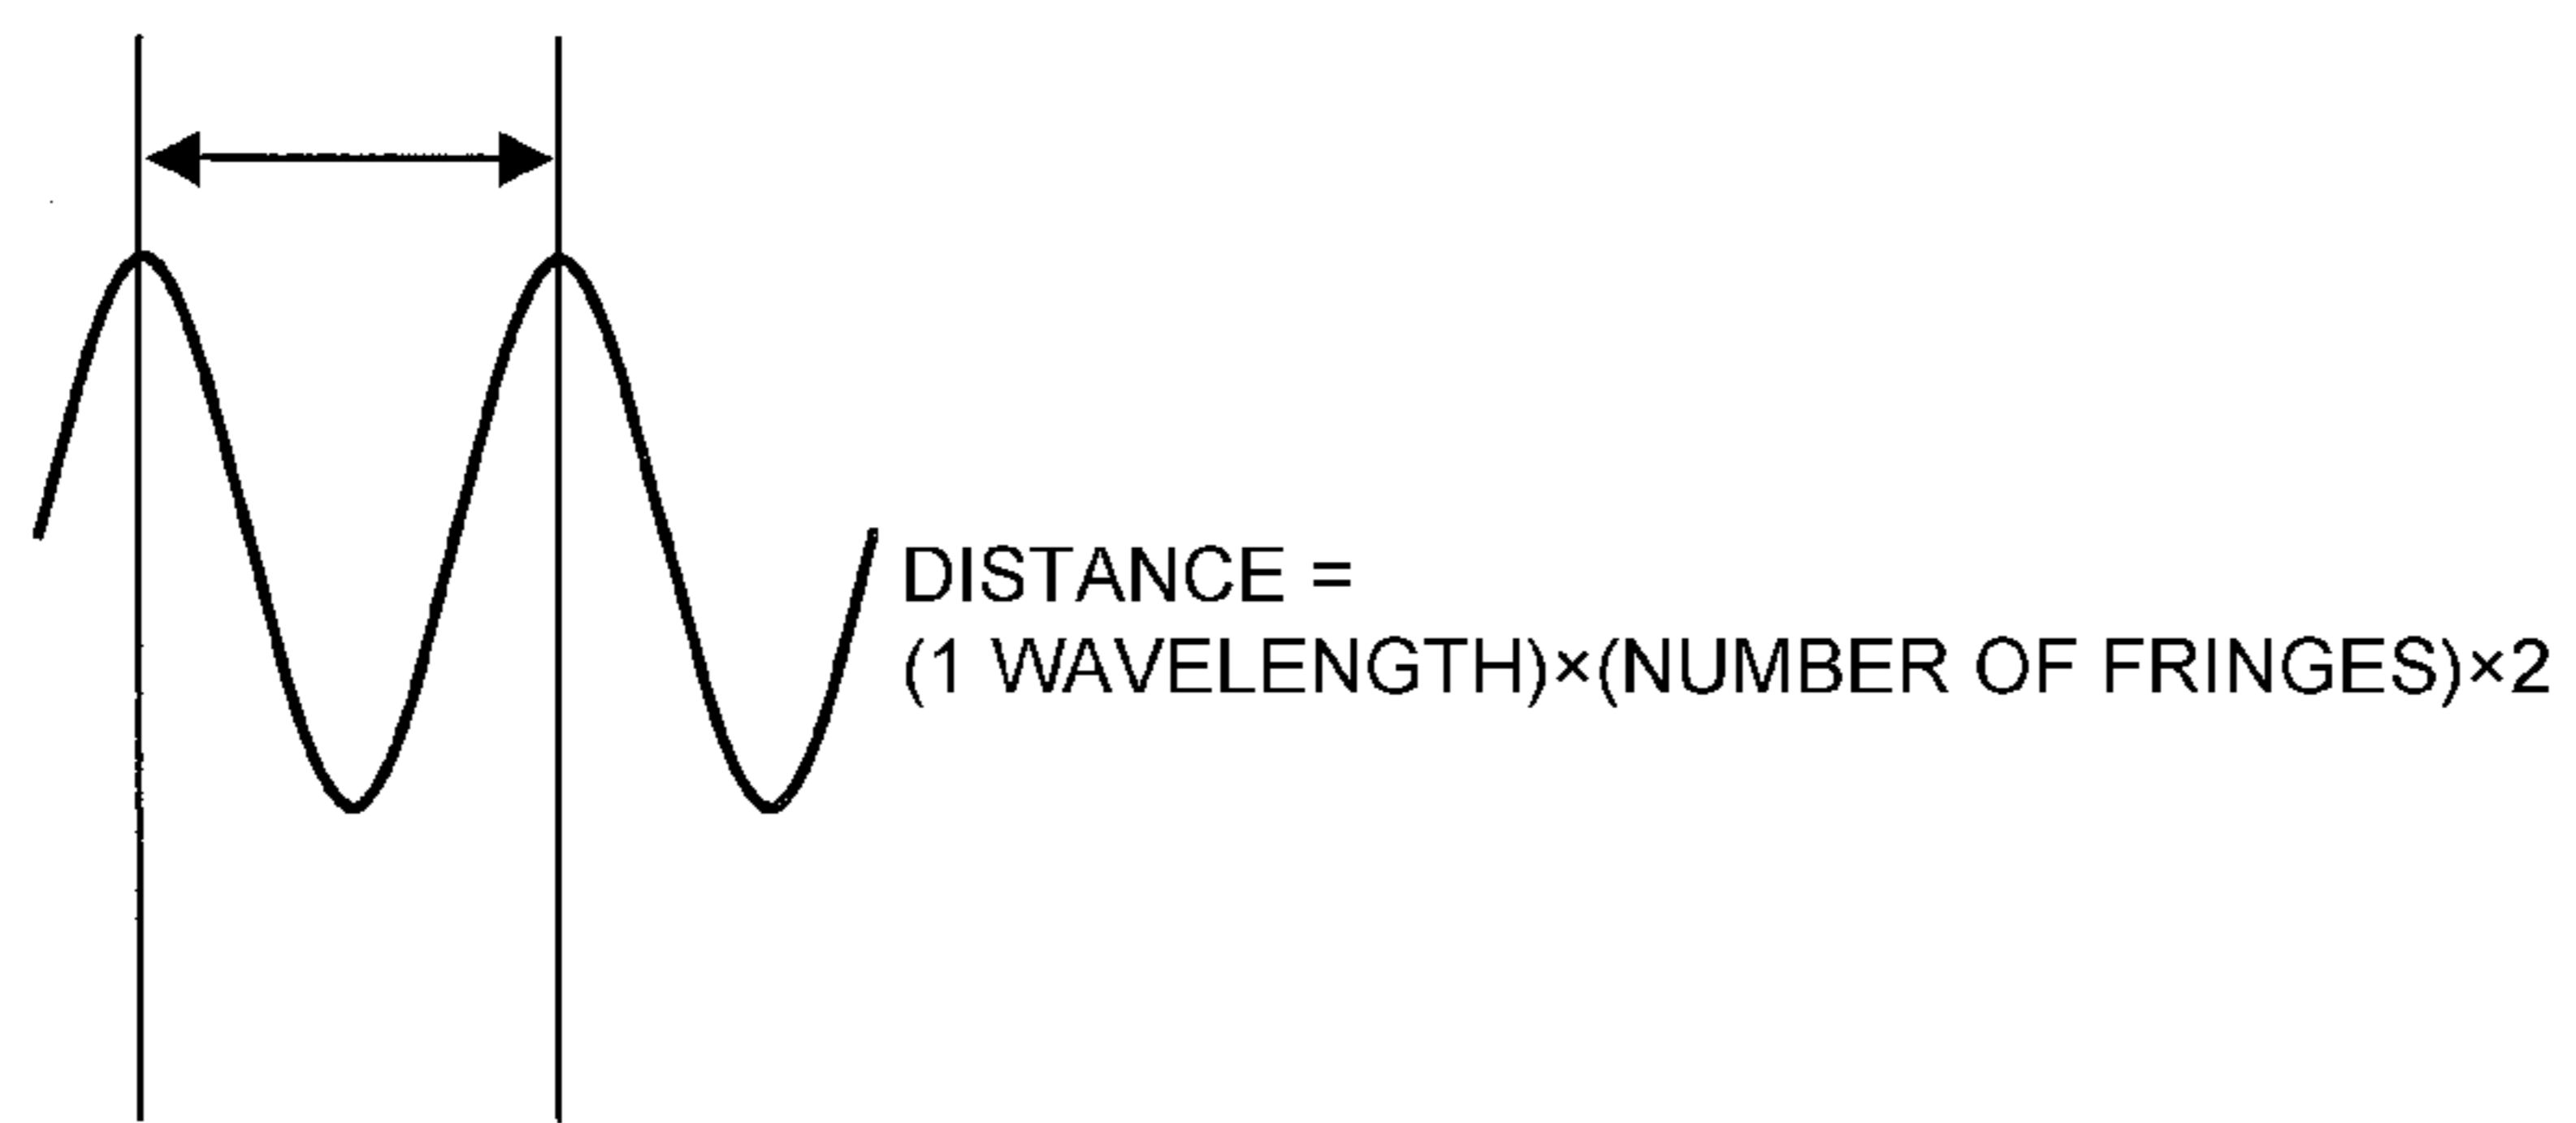 DISTANCE =
(1 WAVELENGTH)×(NUMBER OF FRINGES)×2